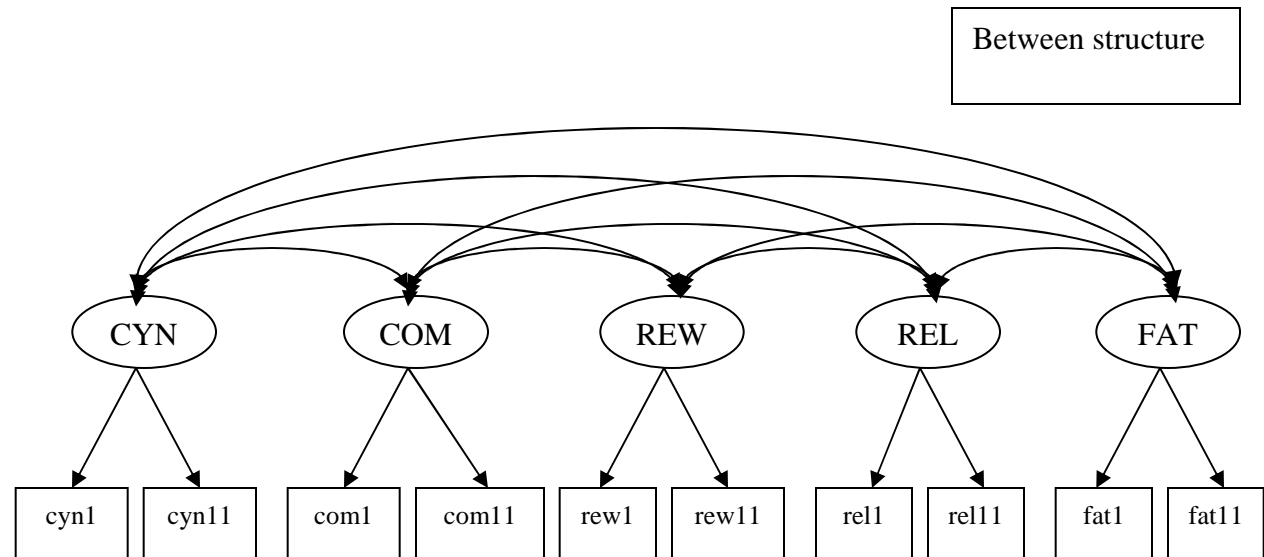 Between structure
CYN COM REW REL FAT
cyn1 cyn11 com1 com11 rew1 rew11 rel1 rel11 fat1 fat11